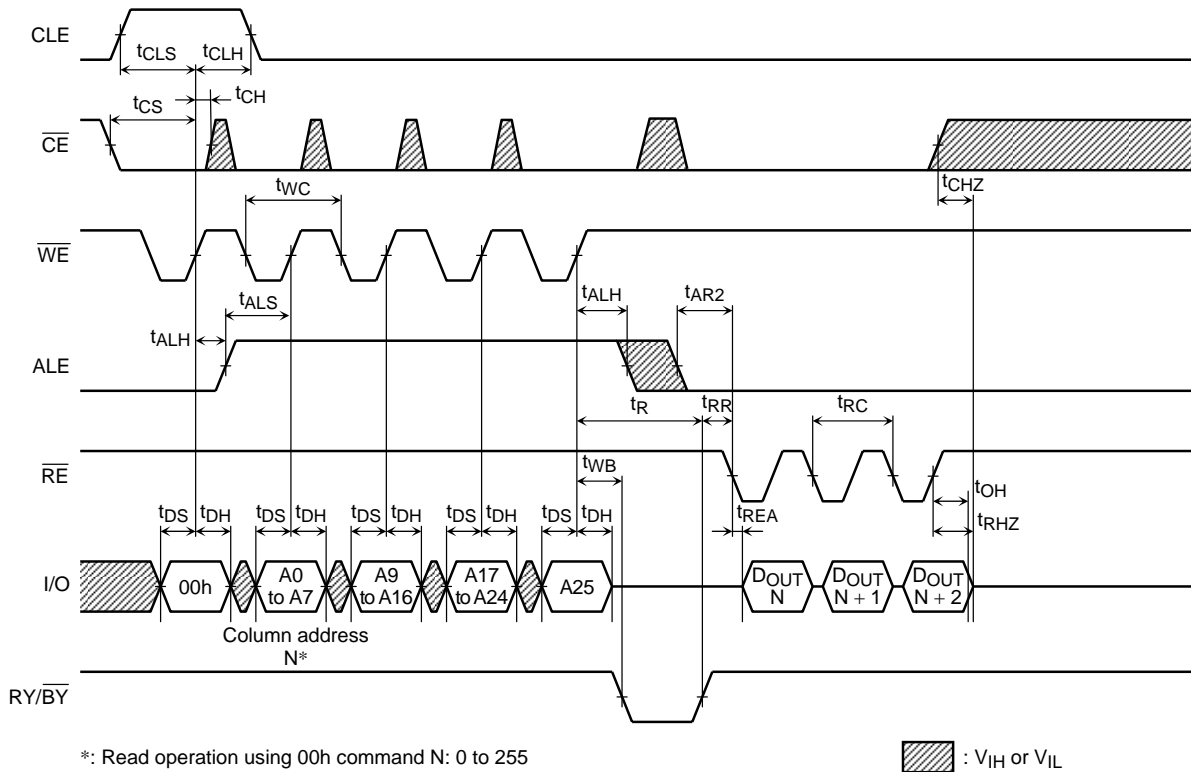 CLE
tCLS tCLH
tCS tCH
CE
tWC tCHZ
WE
tALS tALH tAR2
tALH
ALE
tR tRR tRC
RE
tWB tOH
tDS tDH tDS tDH tDS tDH tDS tDH tDS tDH tREA tRHZ
I/O 00h A0 to A7 A9 to A16 A17 to A24 A25 DOUT N DOUT N + 1 DOUT N + 2
Column address
N*
RY/BY
*: Read operation using 00h command N: 0 to 255
: VIH or VIL